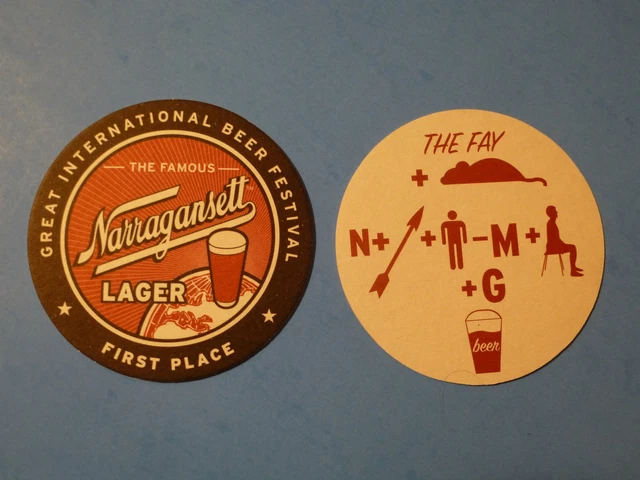 GREAT INTERNATIONAL BEER FESTIVAL
THE FAMOUS
Narragansett
LAGER
FIRST PLACE
THE FAY
+
N+ + -M +
+G
beer